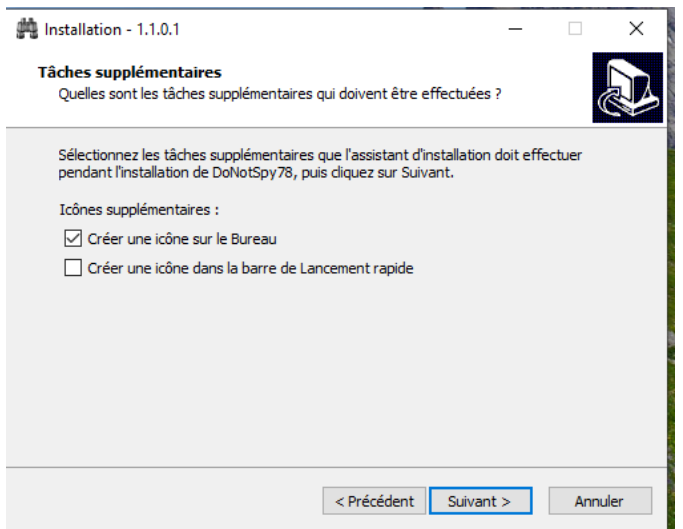 Installation - 1.1.0.1
Tâches supplémentaires
Quelles sont les tâches supplémentaires qui doivent être effectuées ?
Sélectionnez les tâches supplémentaires que l'assistant d'installation doit effectuer
pendant l'installation de DoNotSpy78, puis cliquez sur Suivant.
Icônes supplémentaires :
Créer une icône sur le Bureau
Créer une icône dans la barre de Lancement rapide
< Précédent Suivant > Annuler